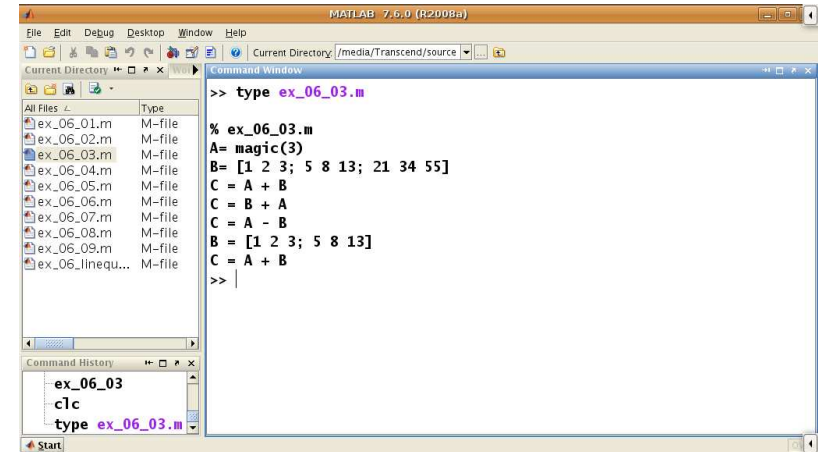 MATLAB 7.6.0 (R2008a)
File Edit Debug Desktop Window Help
Current Directory: /media/Transcend/source
Current Directory
Command Window
All Files Type
ex_06_01.m M-file
ex_06_02.m M-file
ex_06_03.m M-file
ex_06_04.m M-file
ex_06_05.m M-file
ex_06_06.m M-file
ex_06_07.m M-file
ex_06_08.m M-file
ex_06_09.m M-file
ex_06_linequ... M-file
>> type ex_06_03.m
% ex_06_03.m
A= magic(3)
B= [1 2 3; 5 8 13; 21 34 55]
C = A + B
C = B + A
C = A - B
B = [1 2 3; 5 8 13]
C = A + B
>>
Command History
ex_06_03
clc
type ex_06_03.m
Start